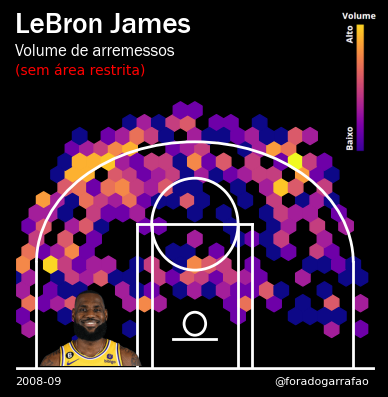 LeBron James
Volume de arremessos
(sem área restrita)
Volume
Alto
Baixo
2008-09
@foradogarrafao